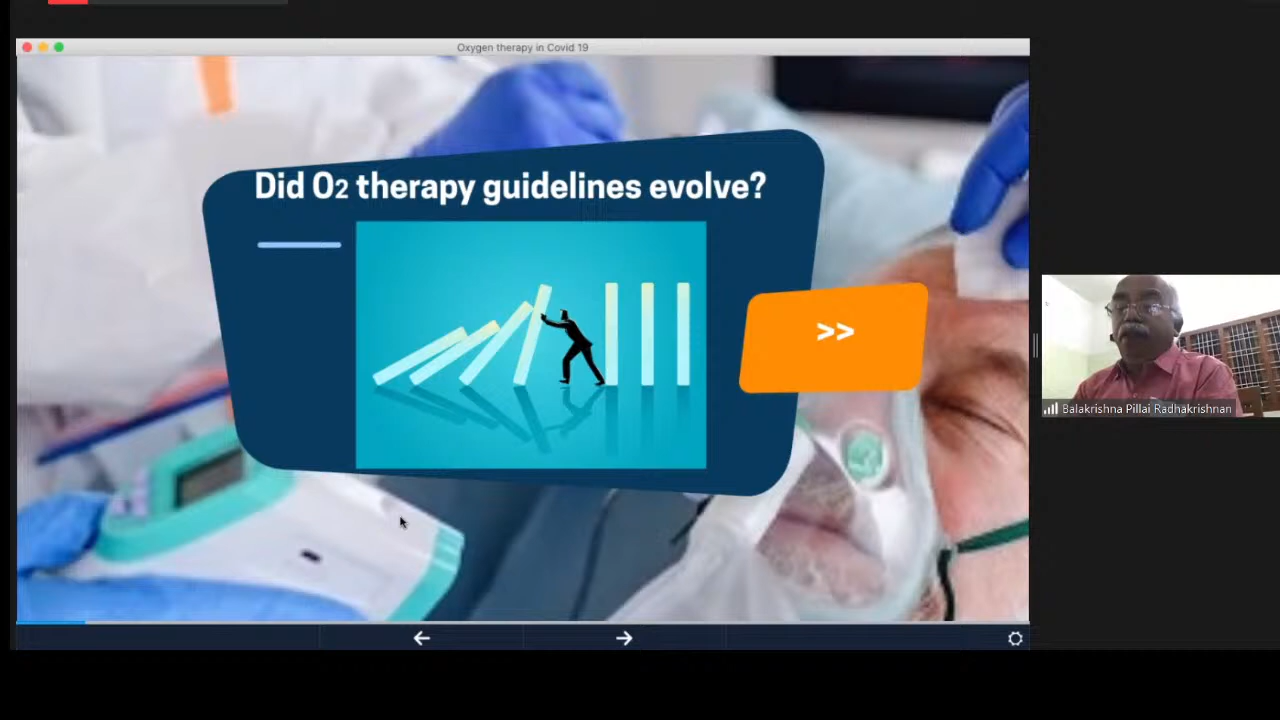 Oxygen therapy in Covid 19
Did O2 therapy guidelines evolve?
>>
Balakrishna Pillai Radhakrishnan